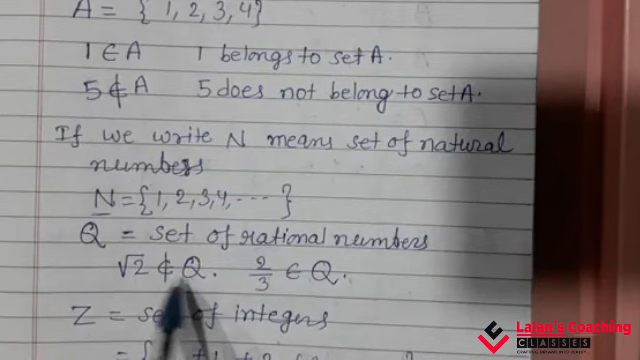 A = { 1, 2, 3, 4}
1 ∈ A 1 belongs to set A.
5 ∉ A 5 does not belong to set A.
If we write N means set of natural
numbers
N = {1, 2, 3, 4, ....}
Q = set of rational numbers
√2 ∉ Q. 2/3 ∈ Q.
Z = set of integers
Lalan's Coaching
CLASSES